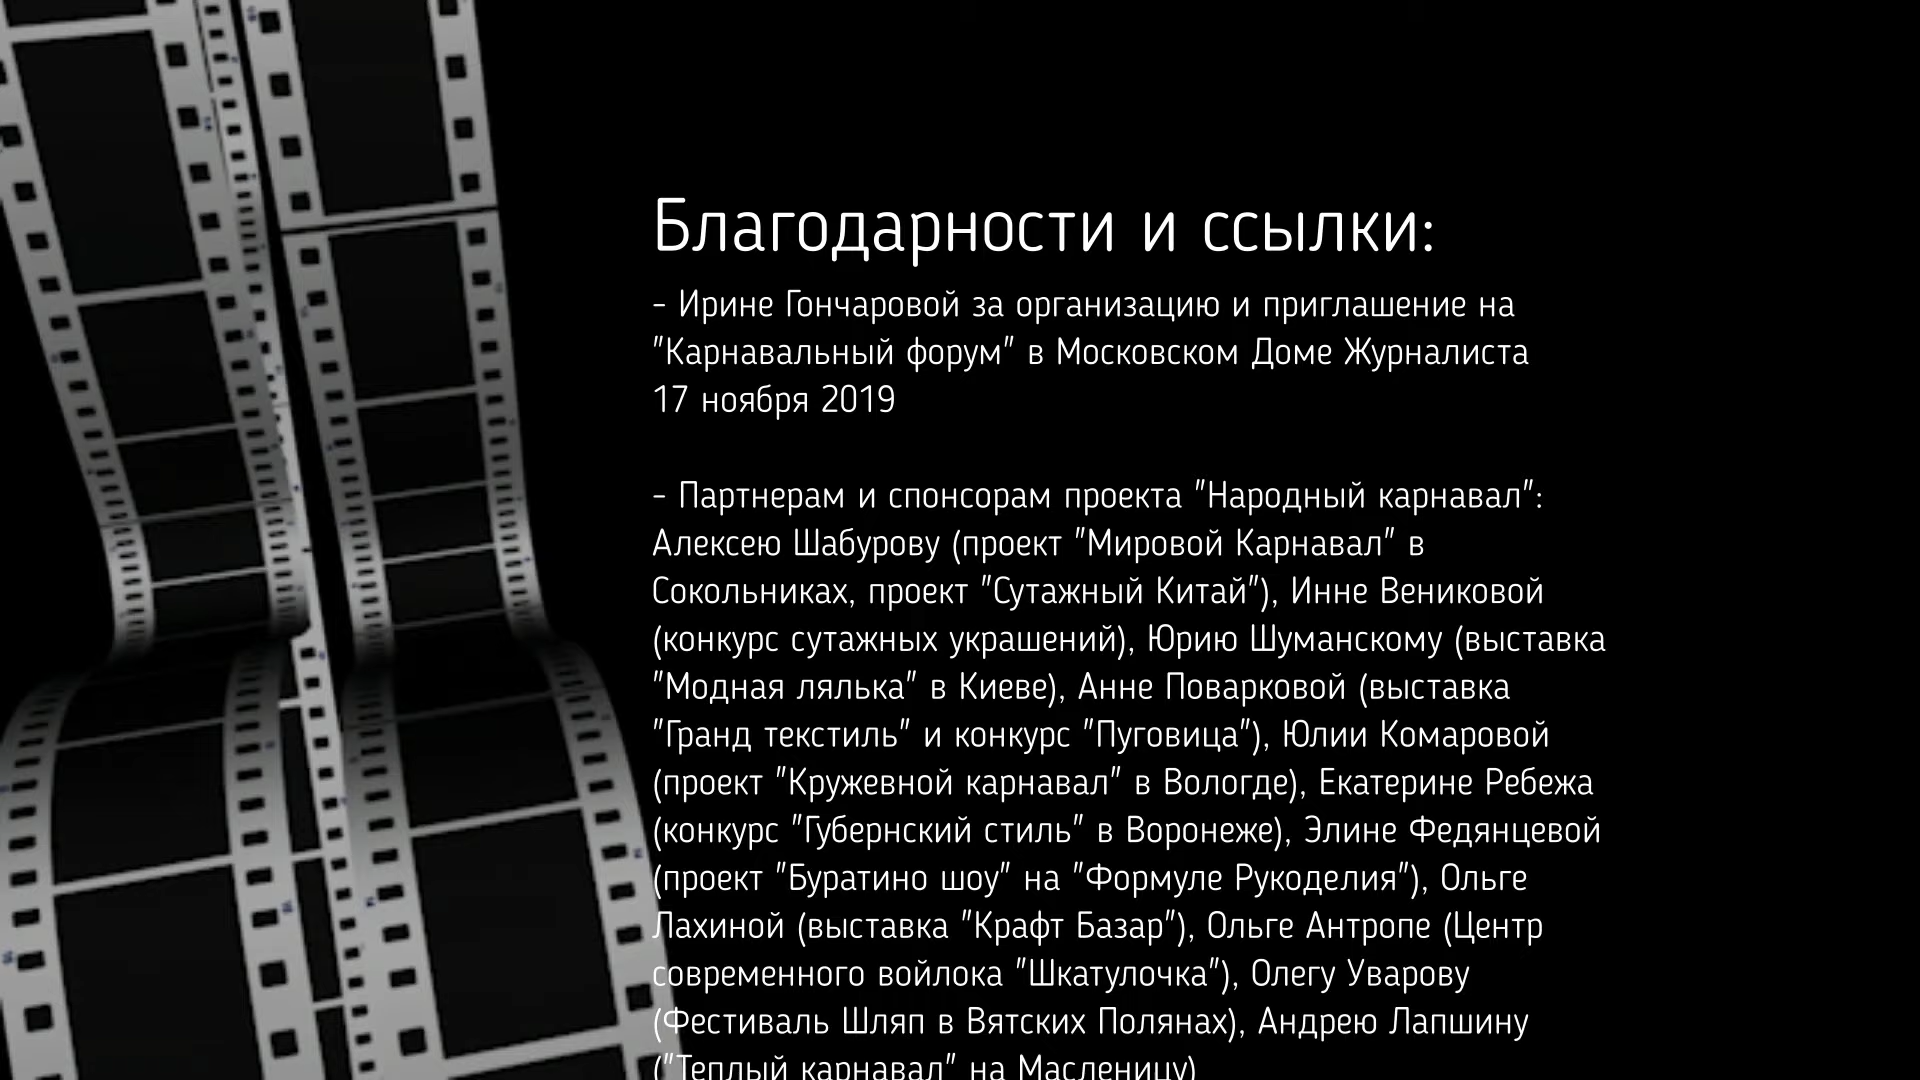 Благодарности и ссылки:
- Ирине Гончаровой за организацию и приглашение на
"Карнавальный форум" в Московском Доме Журналиста
17 ноября 2019
- Партнерам и спонсорам проекта "Народный карнавал":
Алексею Шабурову (проект "Мировой Карнавал" в
Сокольниках, проект "Сутажный Китай"), Инне Вениковой
(конкурс сутажных украшений), Юрию Шуманскому (выставка
"Модная лялька" в Киеве), Анне Поварковой (выставка
"Гранд текстиль" и конкурс "Пуговица"), Юлии Комаровой
(проект "Кружевной карнавал" в Вологде), Екатерине Ребежа
(конкурс "Губернский стиль" в Воронеже), Элине Федянцевой
(проект "Буратино шоу" на "Формуле Рукоделия"), Ольге
Лахиной (выставка "Крафт Базар"), Ольге Антропе (Центр
современного войлока "Шкатулочка"), Олегу Уварову
(Фестиваль Шляп в Вятских Полянах), Андрею Лапшину
("Теплый карнавал" на Масленицу)